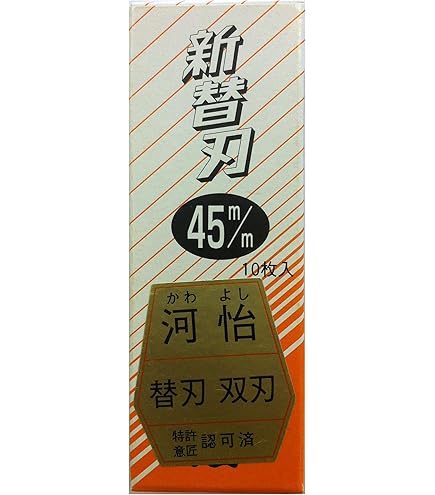 新替刃
45m/m
10枚入
かわ よし
河 怡
替刃 双刃
特許
意匠 認可済